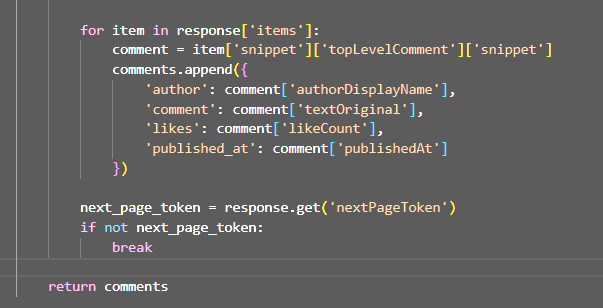 for item in response['items']:
comment = item['snippet']['topLevelComment']['snippet']
comments.append({
'author': comment['authorDisplayName'],
'comment': comment['textOriginal'],
'likes': comment['likeCount'],
'published_at': comment['publishedAt']
})
next_page_token = response.get('nextPageToken')
if not next_page_token:
break
return comments